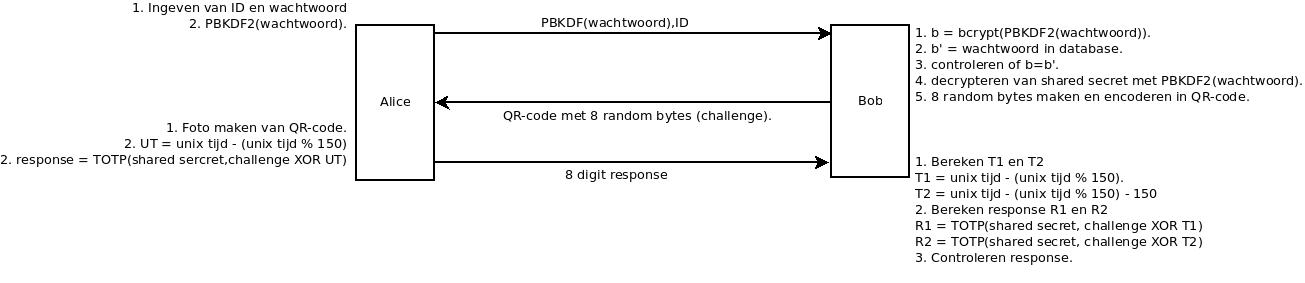 1. Ingeven van ID en wachtwoord
2. PBKDF2(wachtwoord).
PBKDF(wachtwoord),ID
1. b = bcrypt(PBKDF2(wachtwoord)).
2. b' = wachtwoord in database.
3. controleren of b=b'.
4. decrypteren van shared secret met PBKDF2(wachtwoord).
5. 8 random bytes maken en encoderen in QR-code.
Alice
Bob
QR-code met 8 random bytes (challenge).
1. Foto maken van QR-code.
2. UT = unix tijd - (unix tijd % 150)
2. response = TOTP(shared sercret,challenge XOR UT)
8 digit response
1. Bereken T1 en T2
T1 = unix tijd - (unix tijd % 150).
T2 = unix tijd - (unix tijd % 150) - 150
2. Bereken response R1 en R2
R1 = TOTP(shared secret, challenge XOR T1)
R2 = TOTP(shared secret, challenge XOR T2)
3. Controleren response.